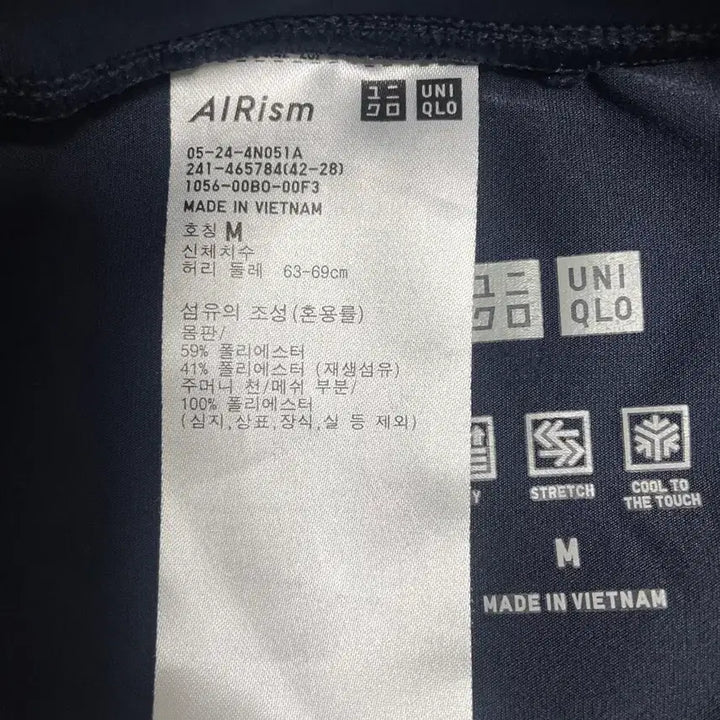 AIRism ユニクロ UNIQLO
05-24-4N051A
241-465784(42-28)
1056-00B0-00F3
MADE IN VIETNAM
호칭 M
신체치수
허리 둘레 63-69cm
섬유의 조성(혼용률)
몸판/
59% 폴리에스터
41% 폴리에스터 (재생섬유)
주머니 천/메쉬 부분/
100% 폴리에스터
(심지,상표,장식,실 등 제외)
ユニクロ UNIQLO
STRETCH
COOL TO
THE TOUCH
M
MADE IN VIETNAM